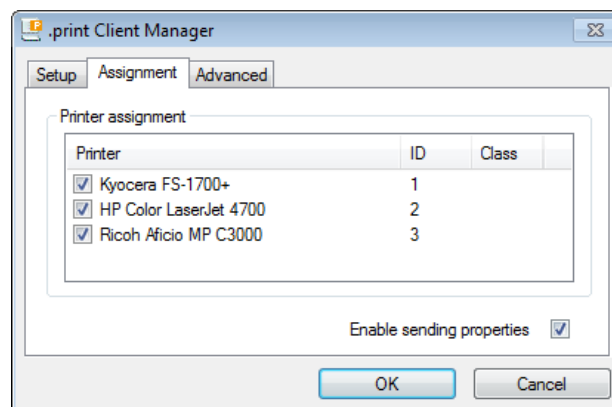 .print Client Manager
Setup Assignment Advanced
Printer assignment
Printer ID Class
Kyocera FS-1700+ 1
HP Color LaserJet 4700 2
Ricoh Aficio MP C3000 3
Enable sending properties
OK Cancel